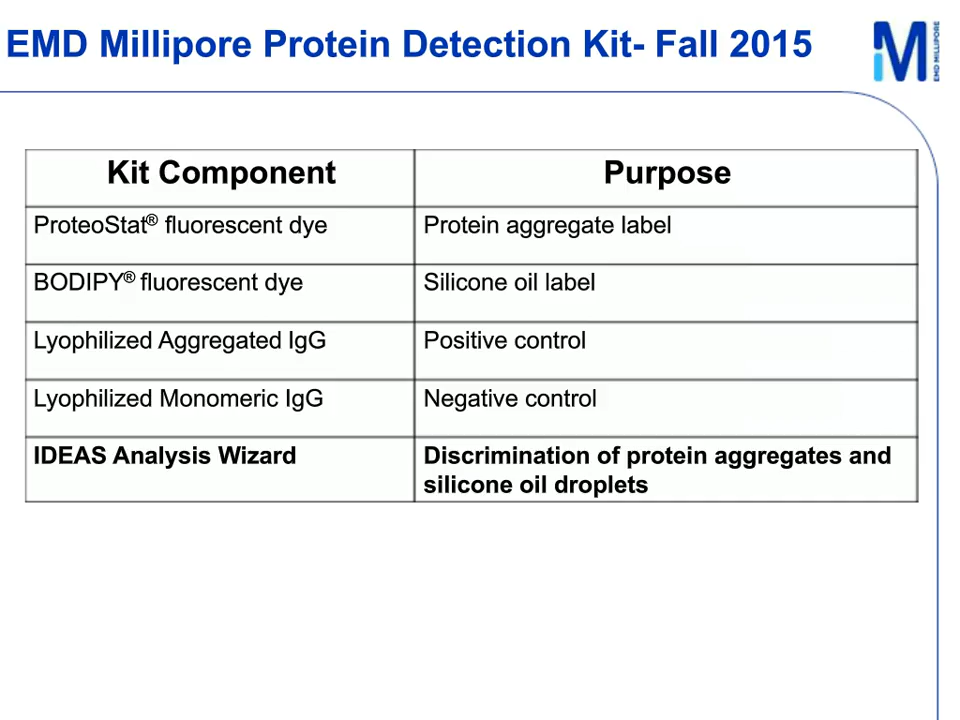 EMD Millipore Protein Detection Kit- Fall 2015
M
EMD MILLIPORE
Kit Component
Purpose
ProteoStat® fluorescent dye
Protein aggregate label
BODIPY® fluorescent dye
Silicone oil label
Lyophilized Aggregated IgG
Positive control
Lyophilized Monomeric IgG
Negative control
IDEAS Analysis Wizard
Discrimination of protein aggregates and
silicone oil droplets